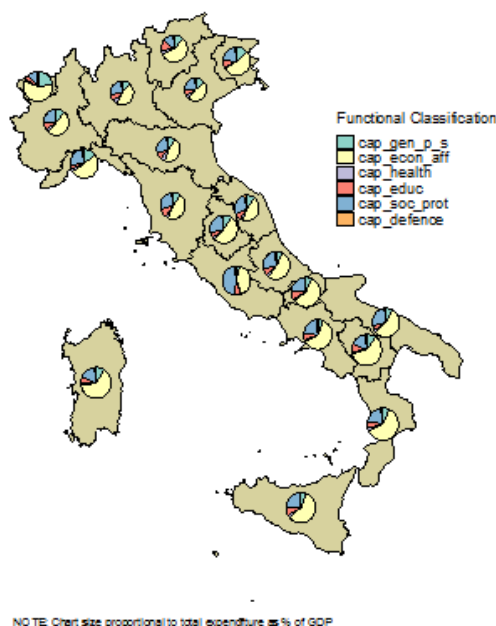 Functional Classification
cap_gen_p_s
cap_econ_aff
cap_health
cap_educ
cap_soc_prot
cap_defence
NOTE: Chart size proportional to total expenditure as % of GDP